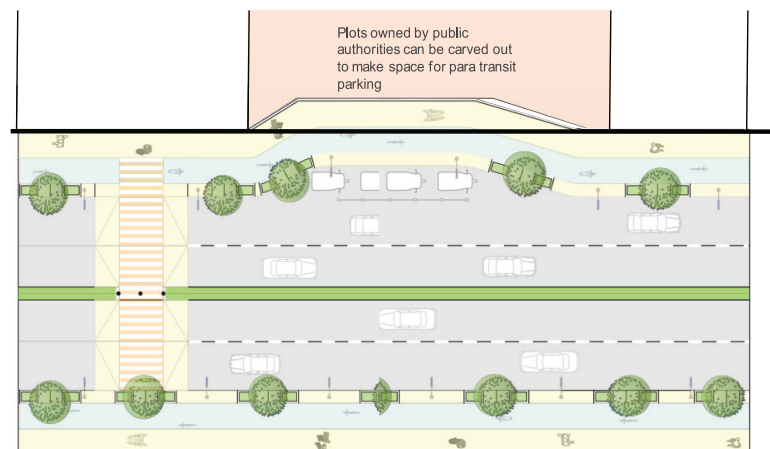 Plots owned by public
authorities can be carved out
to make space for para transit
parking